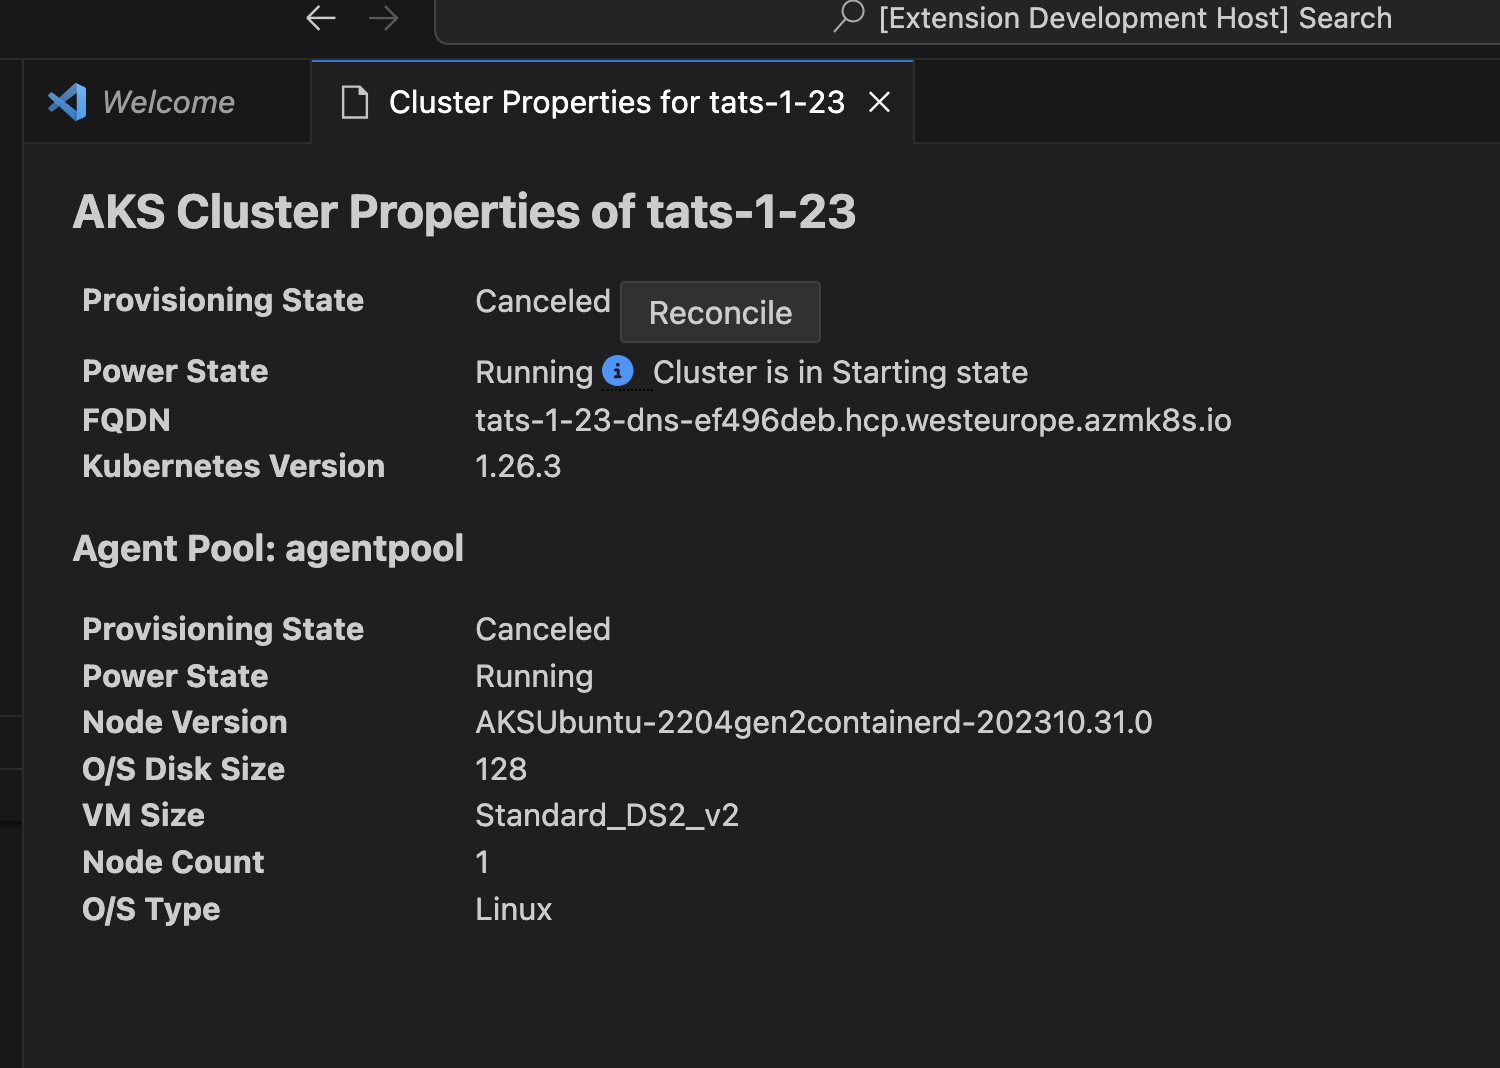 [Extension Development Host] Search
Welcome
Cluster Properties for tats-1-23
AKS Cluster Properties of tats-1-23
Provisioning State Canceled Reconcile
Power State Running Cluster is in Starting state
FQDN tats-1-23-dns-ef496deb.hcp.westeurope.azmk8s.io
Kubernetes Version 1.26.3
Agent Pool: agentpool
Provisioning State Canceled
Power State Running
Node Version AKSUbuntu-2204gen2containerd-202310.31.0
O/S Disk Size 128
VM Size Standard_DS2_v2
Node Count 1
O/S Type Linux